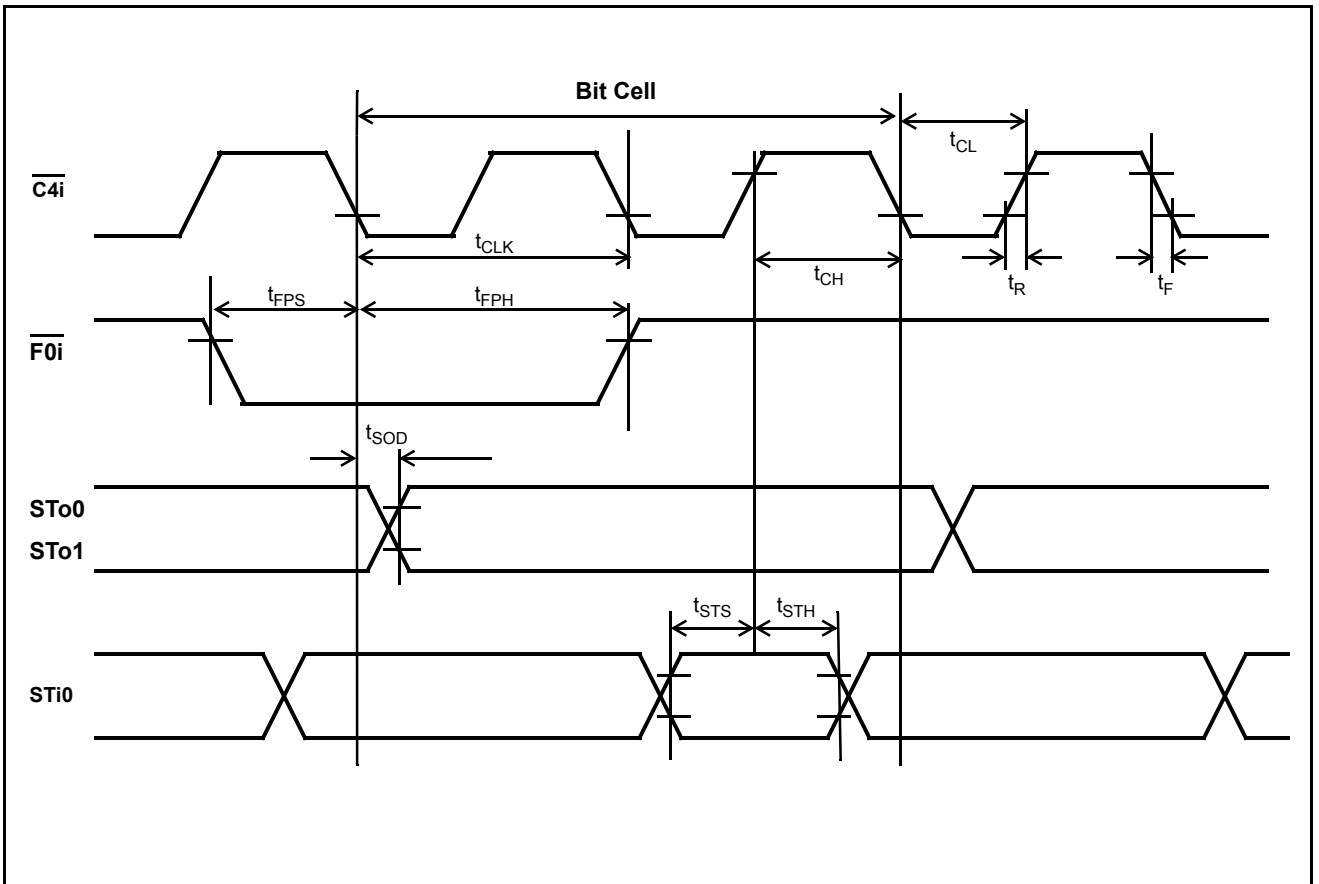 Bit Cell
tCL
C4i
tCLK
tCH
tR
tF
tFPS
tFPH
F0i
tSOD
STo0
STo1
tSTS
tSTH
STi0